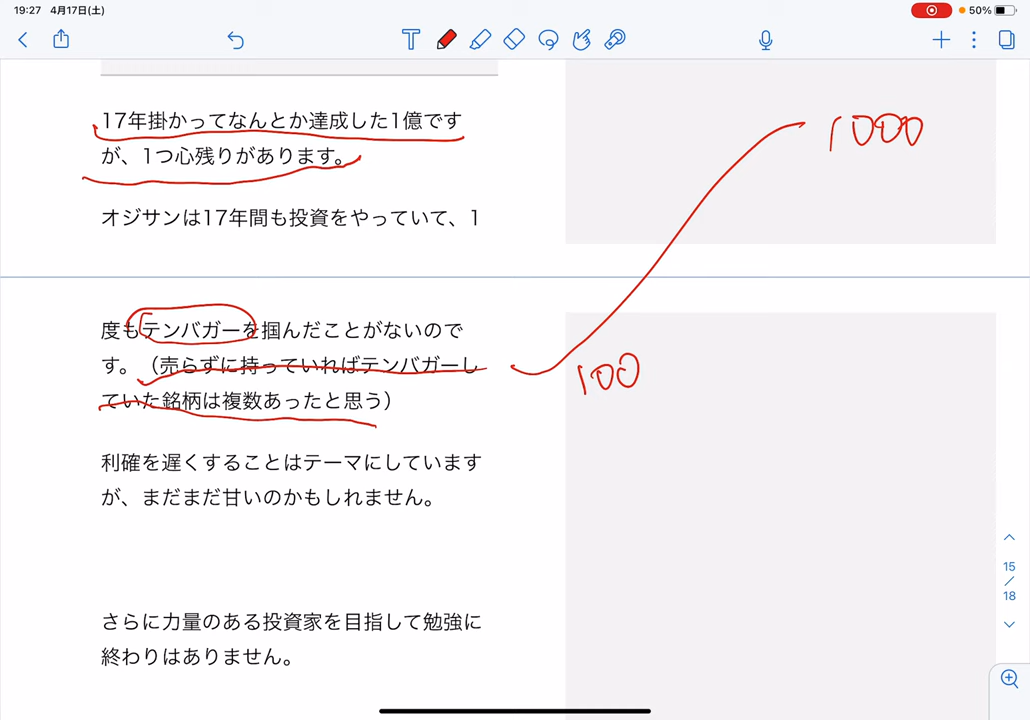 19:27 4月17日(土)
50%
T
17年掛かってなんとか達成した1億です
が、1つ心残りがあります。
1000
オジサンは17年間も投資をやっていて、1
度もテンバガーを掴んだことがないので
す。（売らずに持っていればテンバガーし
100
ていた銘柄は複数あったと思う）
利確を遅くすることはテーマにしています
が、まだまだ甘いのかもしれません。
15
/
18
さらに力量のある投資家を目指して勉強に
終わりはありません。